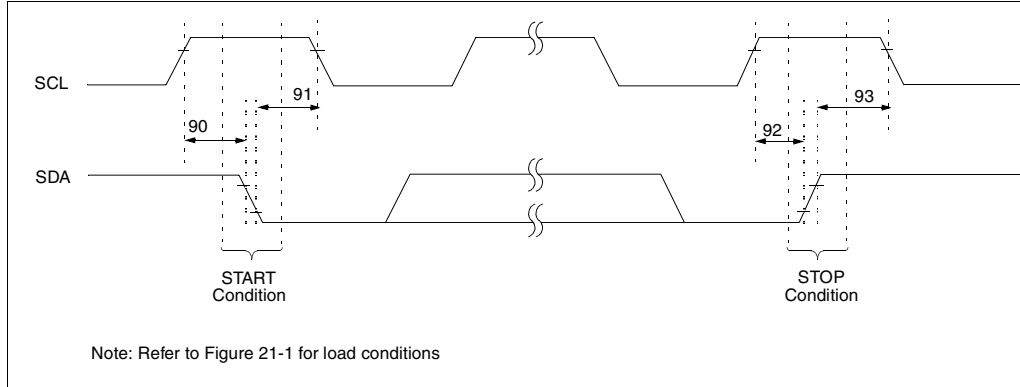 SCL
91
93
90
92
SDA
START
Condition
STOP
Condition
Note: Refer to Figure 21-1 for load conditions